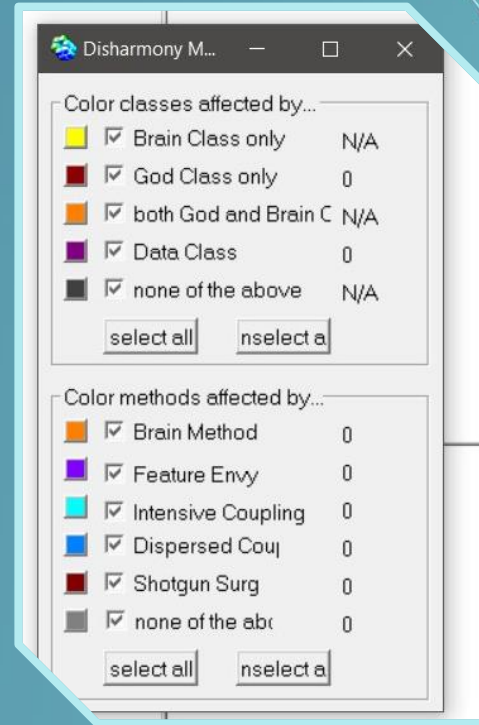 Disharmony M...
Color classes affected by...
Brain Class only N/A
God Class only 0
both God and Brain C N/A
Data Class 0
none of the above N/A
select all nselect a
Color methods affected by...
Brain Method 0
Feature Envy 0
Intensive Coupling 0
Dispersed Cou 0
Shotgun Surg 0
none of the abo 0
select all nselect a